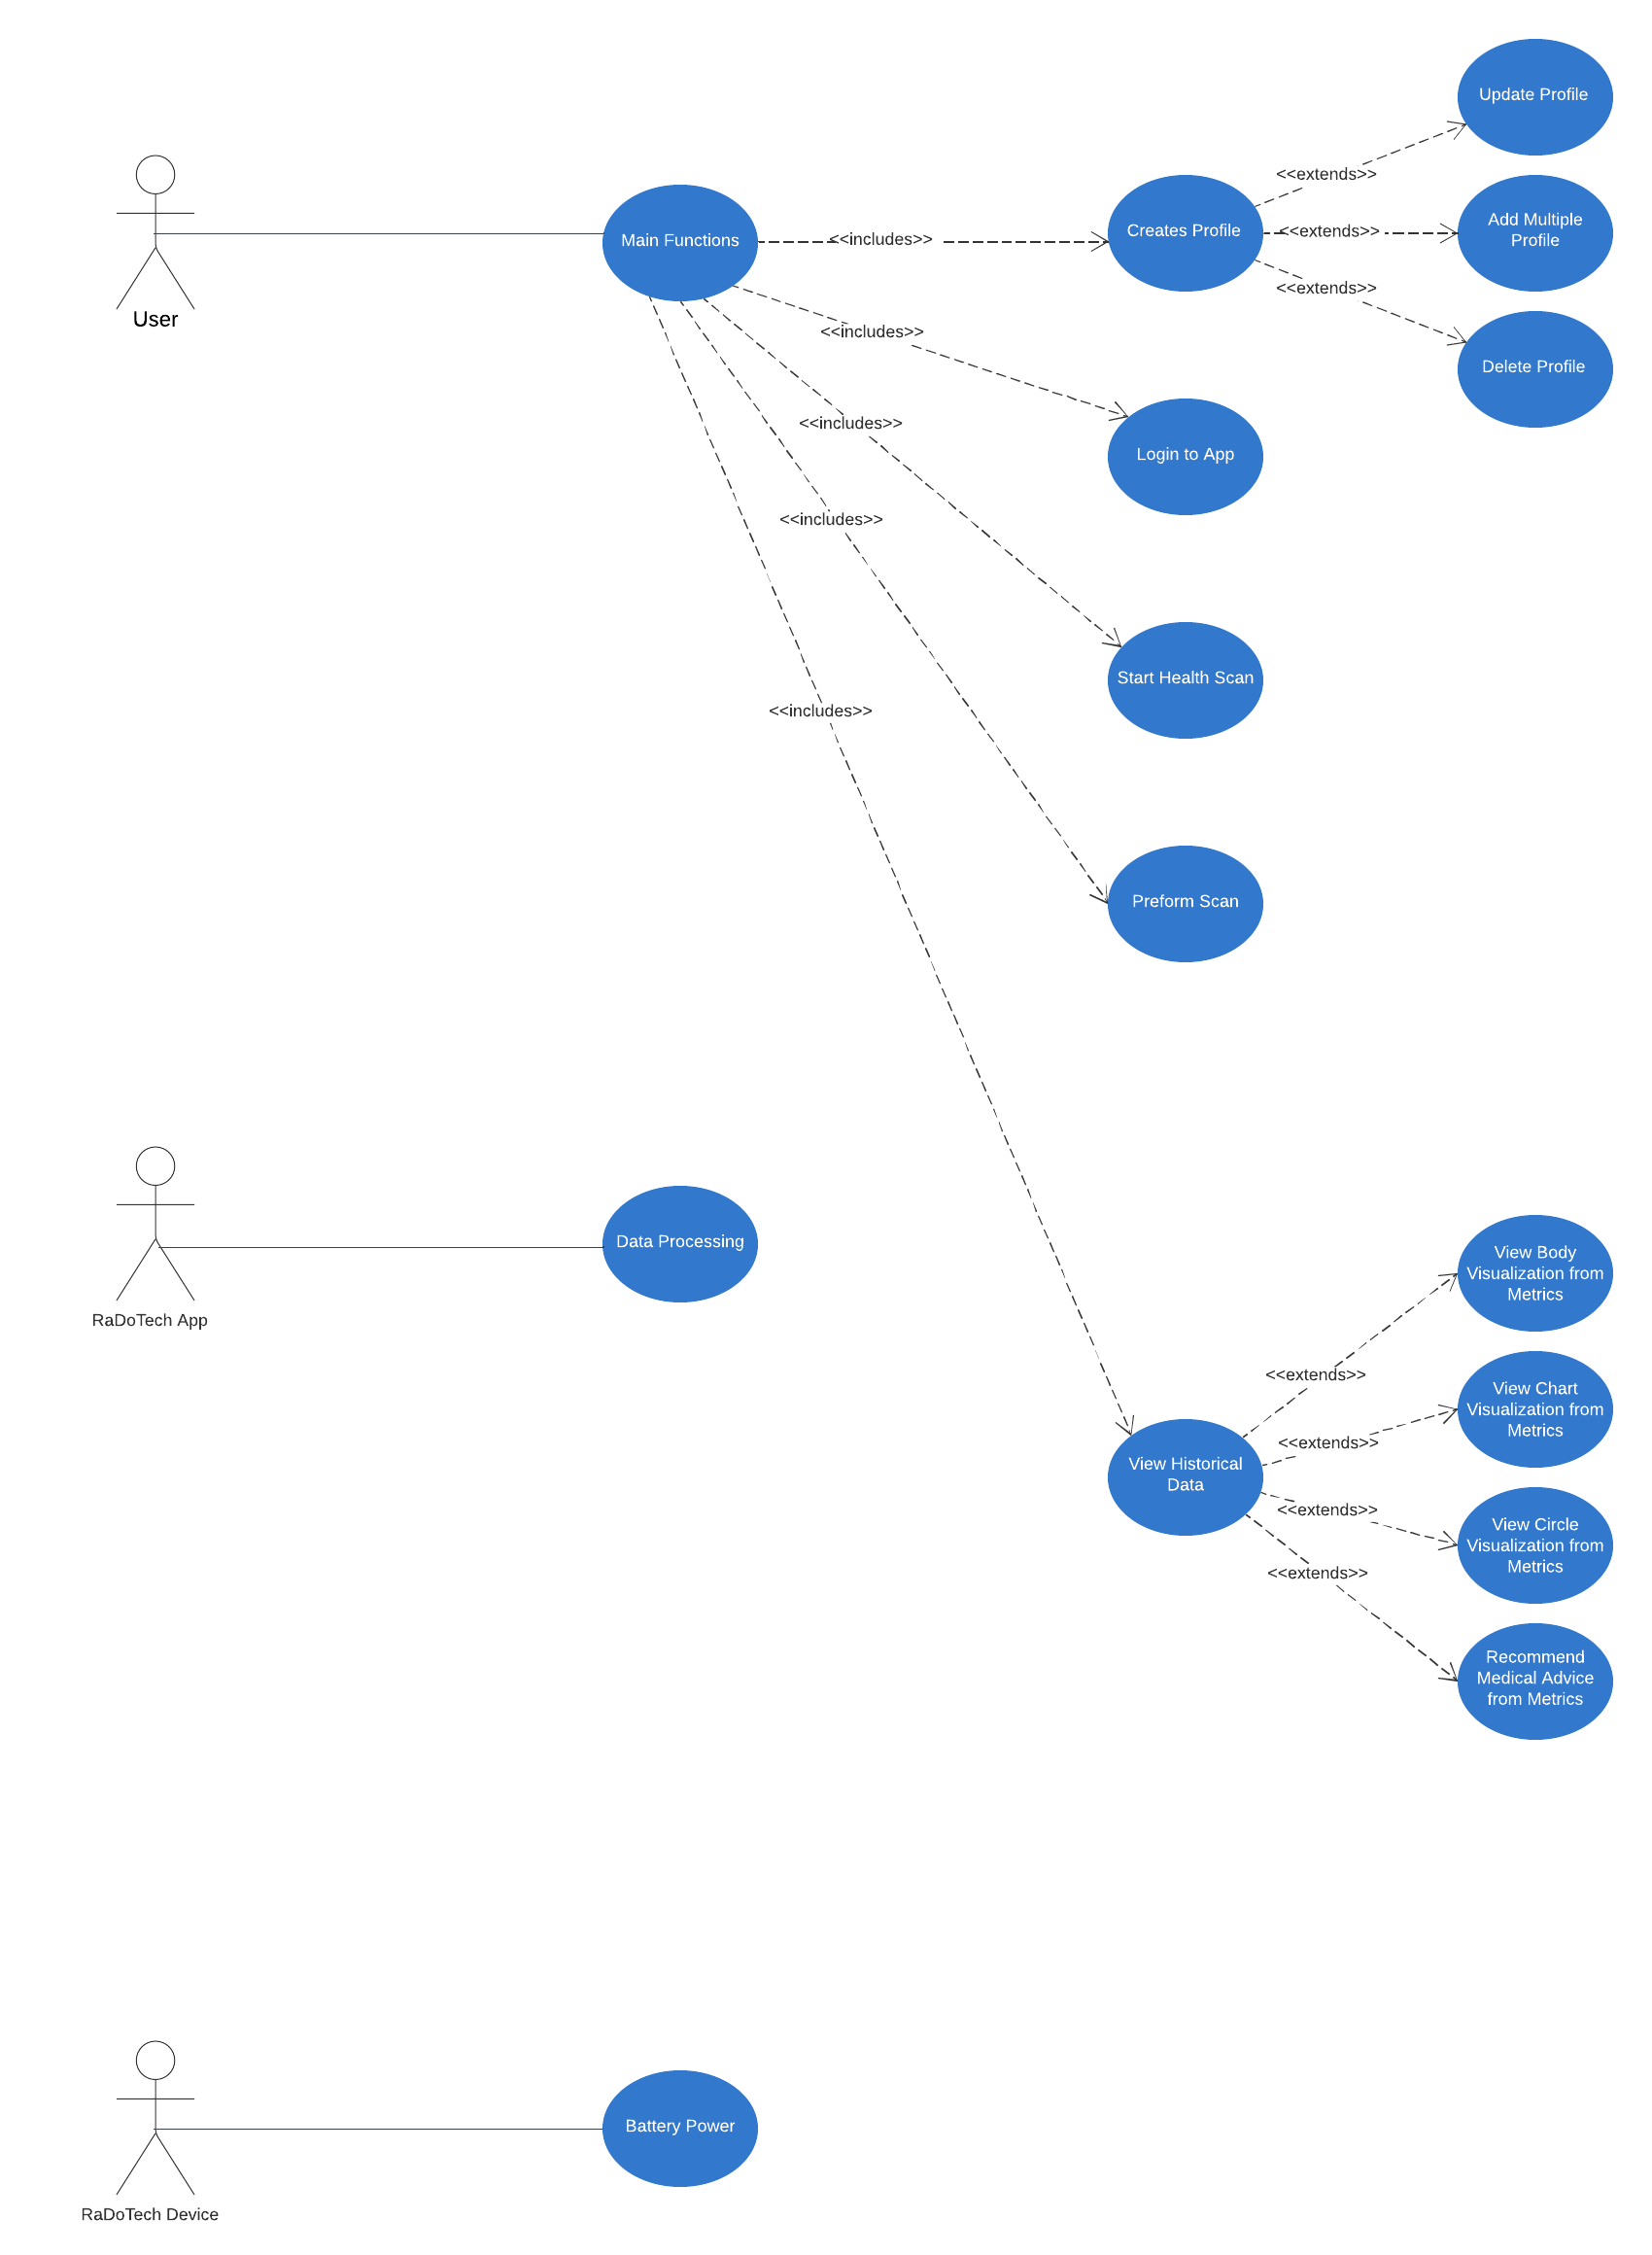 Update Profile
<<extends>>
Add Multiple
Profile
Creates Profile
<<extends>>
Main Functions
<<includes>>
<<extends>>
User
<<includes>>
Delete Profile
<<includes>>
Login to App
<<includes>>
Start Health Scan
<<includes>>
Preform Scan
Data Processing
View Body
Visualization from
Metrics
RaDoTech App
<<extends>>
View Chart
Visualization from
Metrics
<<extends>>
View Historical
Data
<<extends>>
View Circle
Visualization from
Metrics
<<extends>>
Recommend
Medical Advice
from Metrics
Battery Power
RaDoTech Device